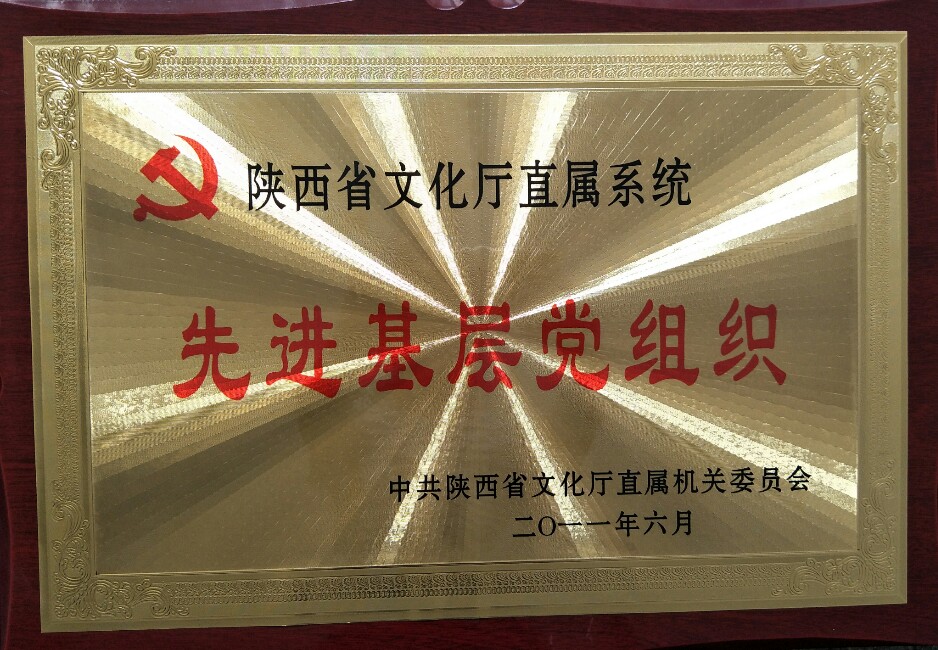 陕西省文化厅直属系统
先进基层党组织
中共陕西省文化厅直属机关委员会
二〇一一年六月